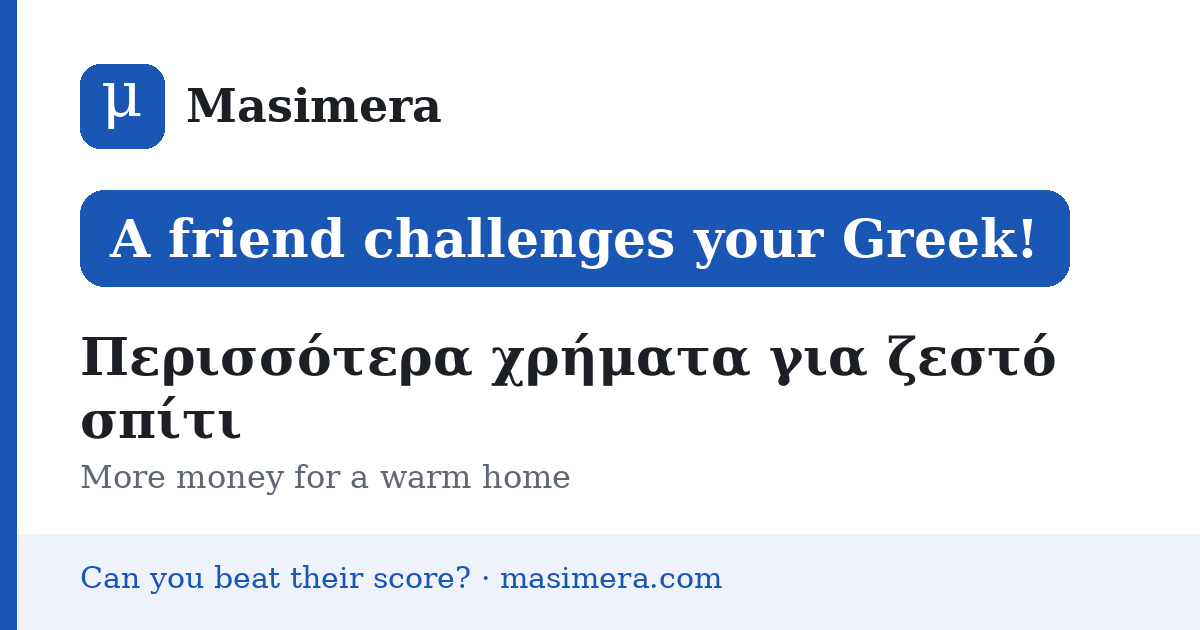 μ Masimera
A friend challenges your Greek!
Περισσότερα χρήματα για ζεστό
σπίτι
More money for a warm home
Can you beat their score? · masimera.com